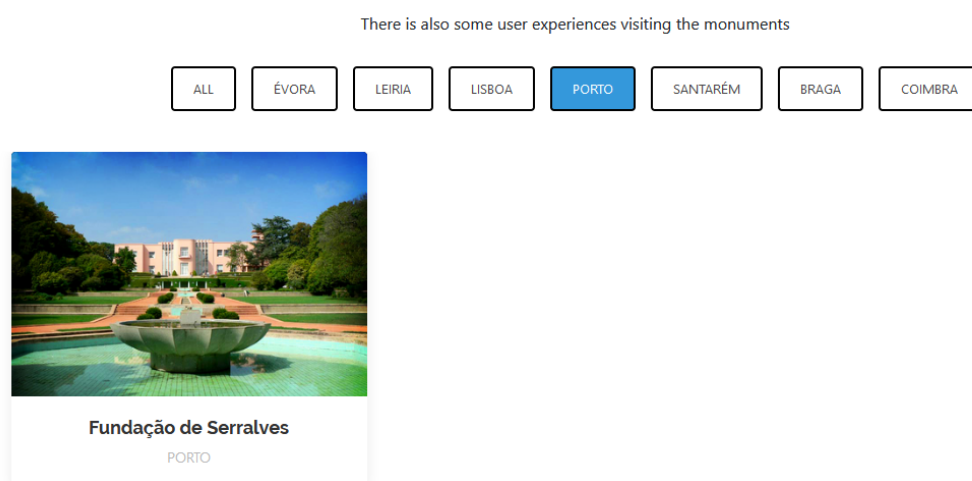 There is also some user experiences visiting the monuments
ALL ÉVORA LEIRIA LISBOA PORTO SANTARÉM BRAGA COIMBRA
Fundação de Serralves
PORTO